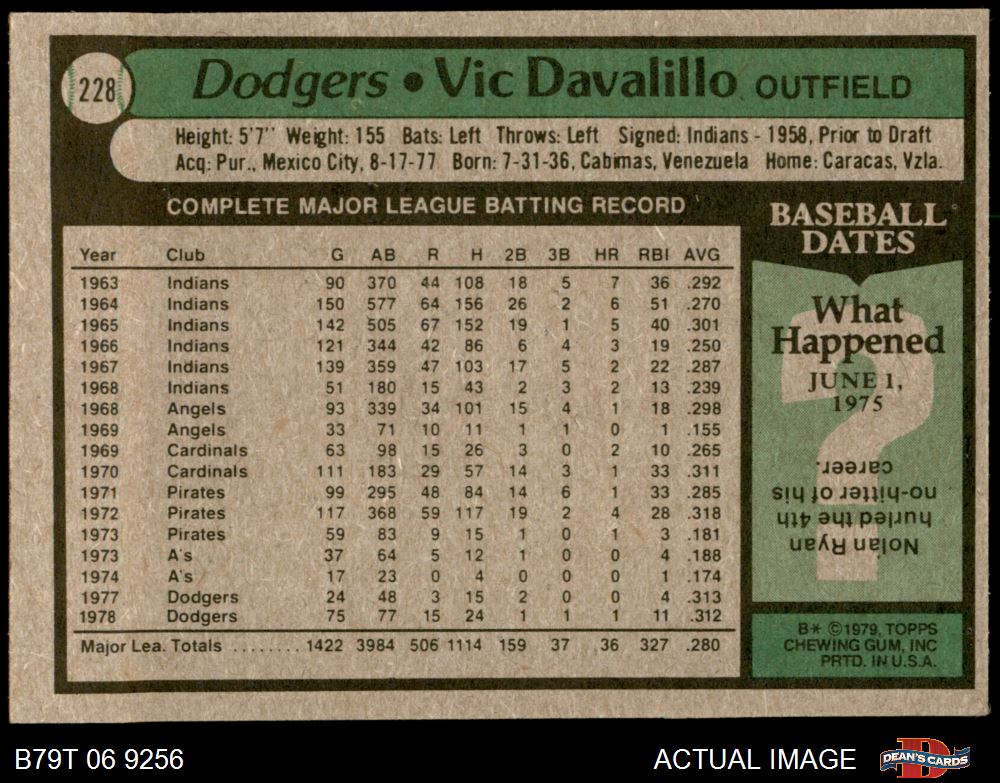 228
Dodgers • Vic Davalillo OUTFIELD
Height: 5'7" Weight: 155 Bats: Left Throws: Left Signed: Indians - 1958, Prior to Draft
Acq: Pur., Mexico City, 8-17-77 Born: 7-31-36, Cabimas, Venezuela Home: Caracas, Vzla.
COMPLETE MAJOR LEAGUE BATTING RECORD
Year Club G AB R H 2B 3B HR RBI AVG
1963 Indians 90 370 44 108 18 5 7 36 .292
1964 Indians 150 577 64 156 26 2 6 51 .270
1965 Indians 142 505 67 152 19 1 5 40 .301
1966 Indians 121 344 42 86 6 4 3 19 .250
1967 Indians 139 359 47 103 17 5 2 22 .287
1968 Indians 51 180 15 43 2 3 2 13 .239
1968 Angels 93 339 34 101 15 4 1 18 .298
1969 Angels 33 71 10 11 1 1 0 1 .155
1969 Cardinals 63 98 15 26 3 0 2 10 .265
1970 Cardinals 111 183 29 57 14 3 1 33 .311
1971 Pirates 99 295 48 84 14 6 1 33 .285
1972 Pirates 117 368 59 117 19 2 4 28 .318
1973 Pirates 59 83 9 15 1 0 1 3 .181
1973 A's 37 64 5 12 1 0 0 4 .188
1974 A's 17 23 0 4 0 0 0 1 .174
1977 Dodgers 24 48 3 15 2 0 0 4 .313
1978 Dodgers 75 77 15 24 1 1 1 11 .312
Major Lea. Totals ........ 1422 3984 506 1114 159 37 36 327 .280
BASEBALL
DATES
What
Happened
JUNE 1,
1975
?
Nolan Ryan
hurled the 4th
no-hitter of his
career.
B* ©1979, TOPPS
CHEWING GUM, INC
PRTD. IN U.S.A.
B79T 06 9256
ACTUAL IMAGE
D
DEAN'S CARDS